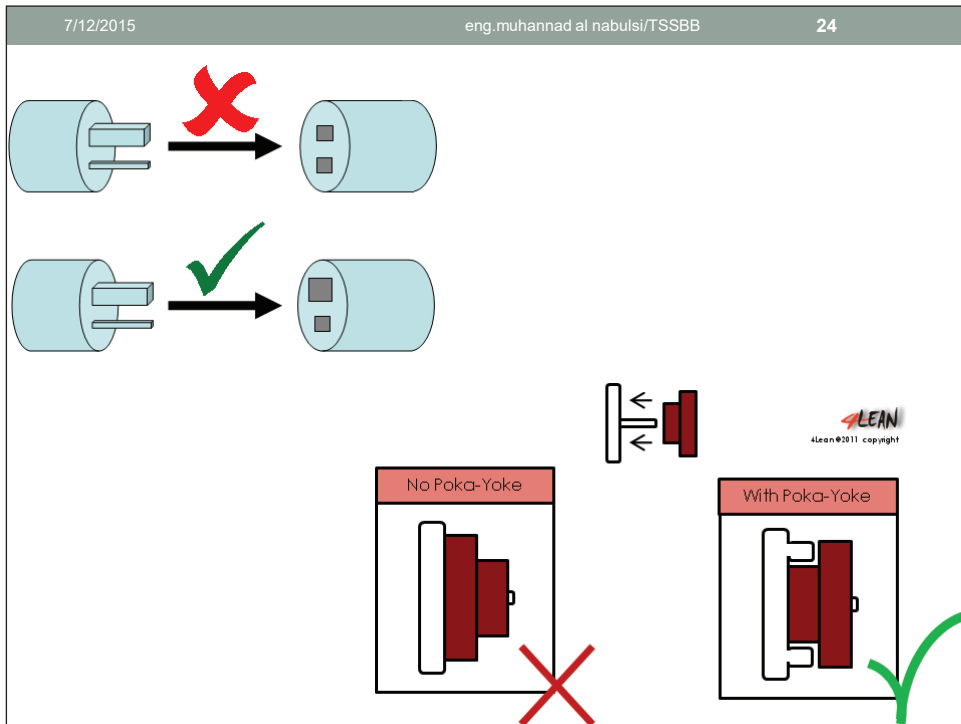 7/12/2015
eng.muhannad al nabulsi/TSSBB
24
4LEAN
4Lean©2011 copyright
No Poka-Yoke
With Poka-Yoke